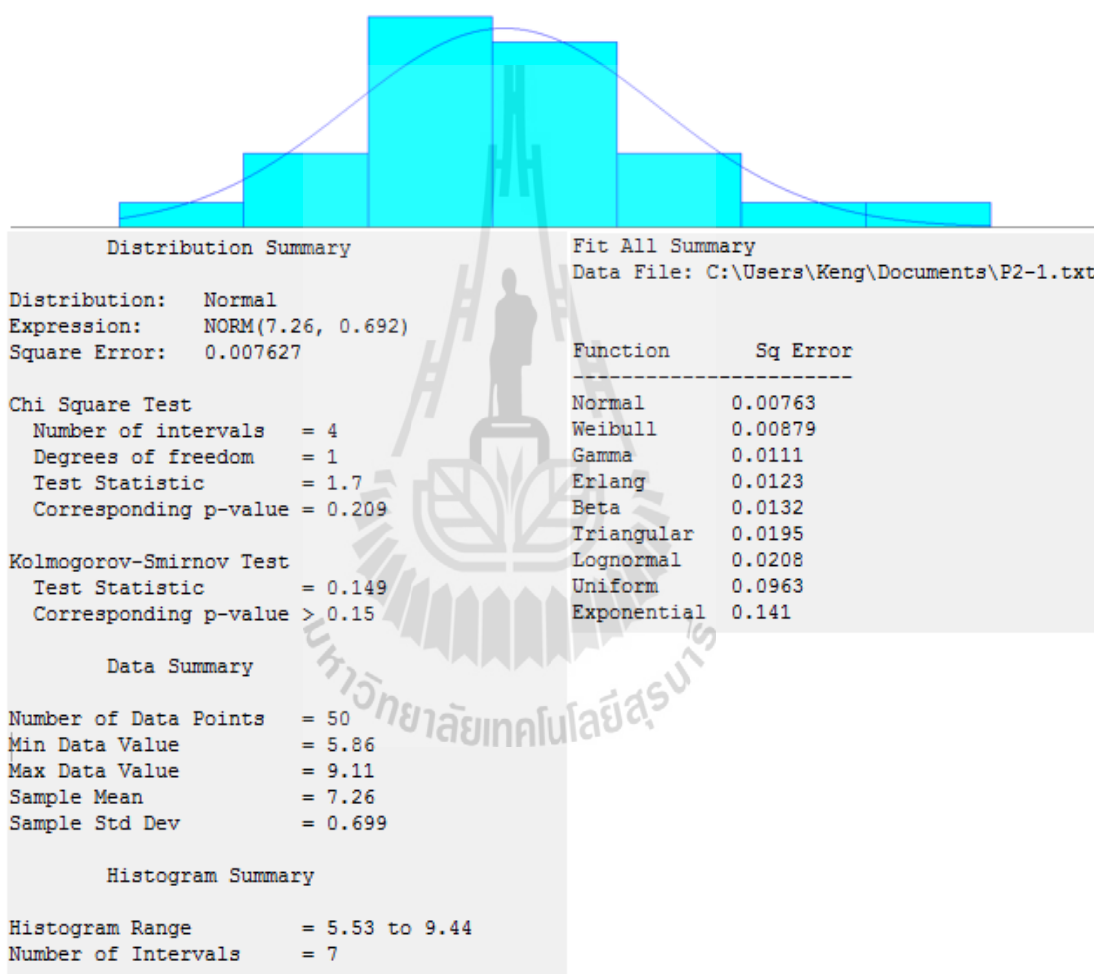 Distribution Summary
Distribution: Normal
Expression: NORM(7.26, 0.692)
Square Error: 0.007627
Chi Square Test
Number of intervals = 4
Degrees of freedom = 1
Test Statistic = 1.7
Corresponding p-value = 0.209
Kolmogorov-Smirnov Test
Test Statistic = 0.149
Corresponding p-value > 0.15
Data Summary
Number of Data Points = 50
Min Data Value = 5.86
Max Data Value = 9.11
Sample Mean = 7.26
Sample Std Dev = 0.699
Histogram Summary
Histogram Range = 5.53 to 9.44
Number of Intervals = 7
Fit All Summary
Data File: C:\Users\Keng\Documents\P2-1.txt
Function Sq Error
------------------------
Normal 0.00763
Weibull 0.00879
Gamma 0.0111
Erlang 0.0123
Beta 0.0132
Triangular 0.0195
Lognormal 0.0208
Uniform 0.0963
Exponential 0.141
มหาวิทยาลัยเทคโนโลยีสุรนารี